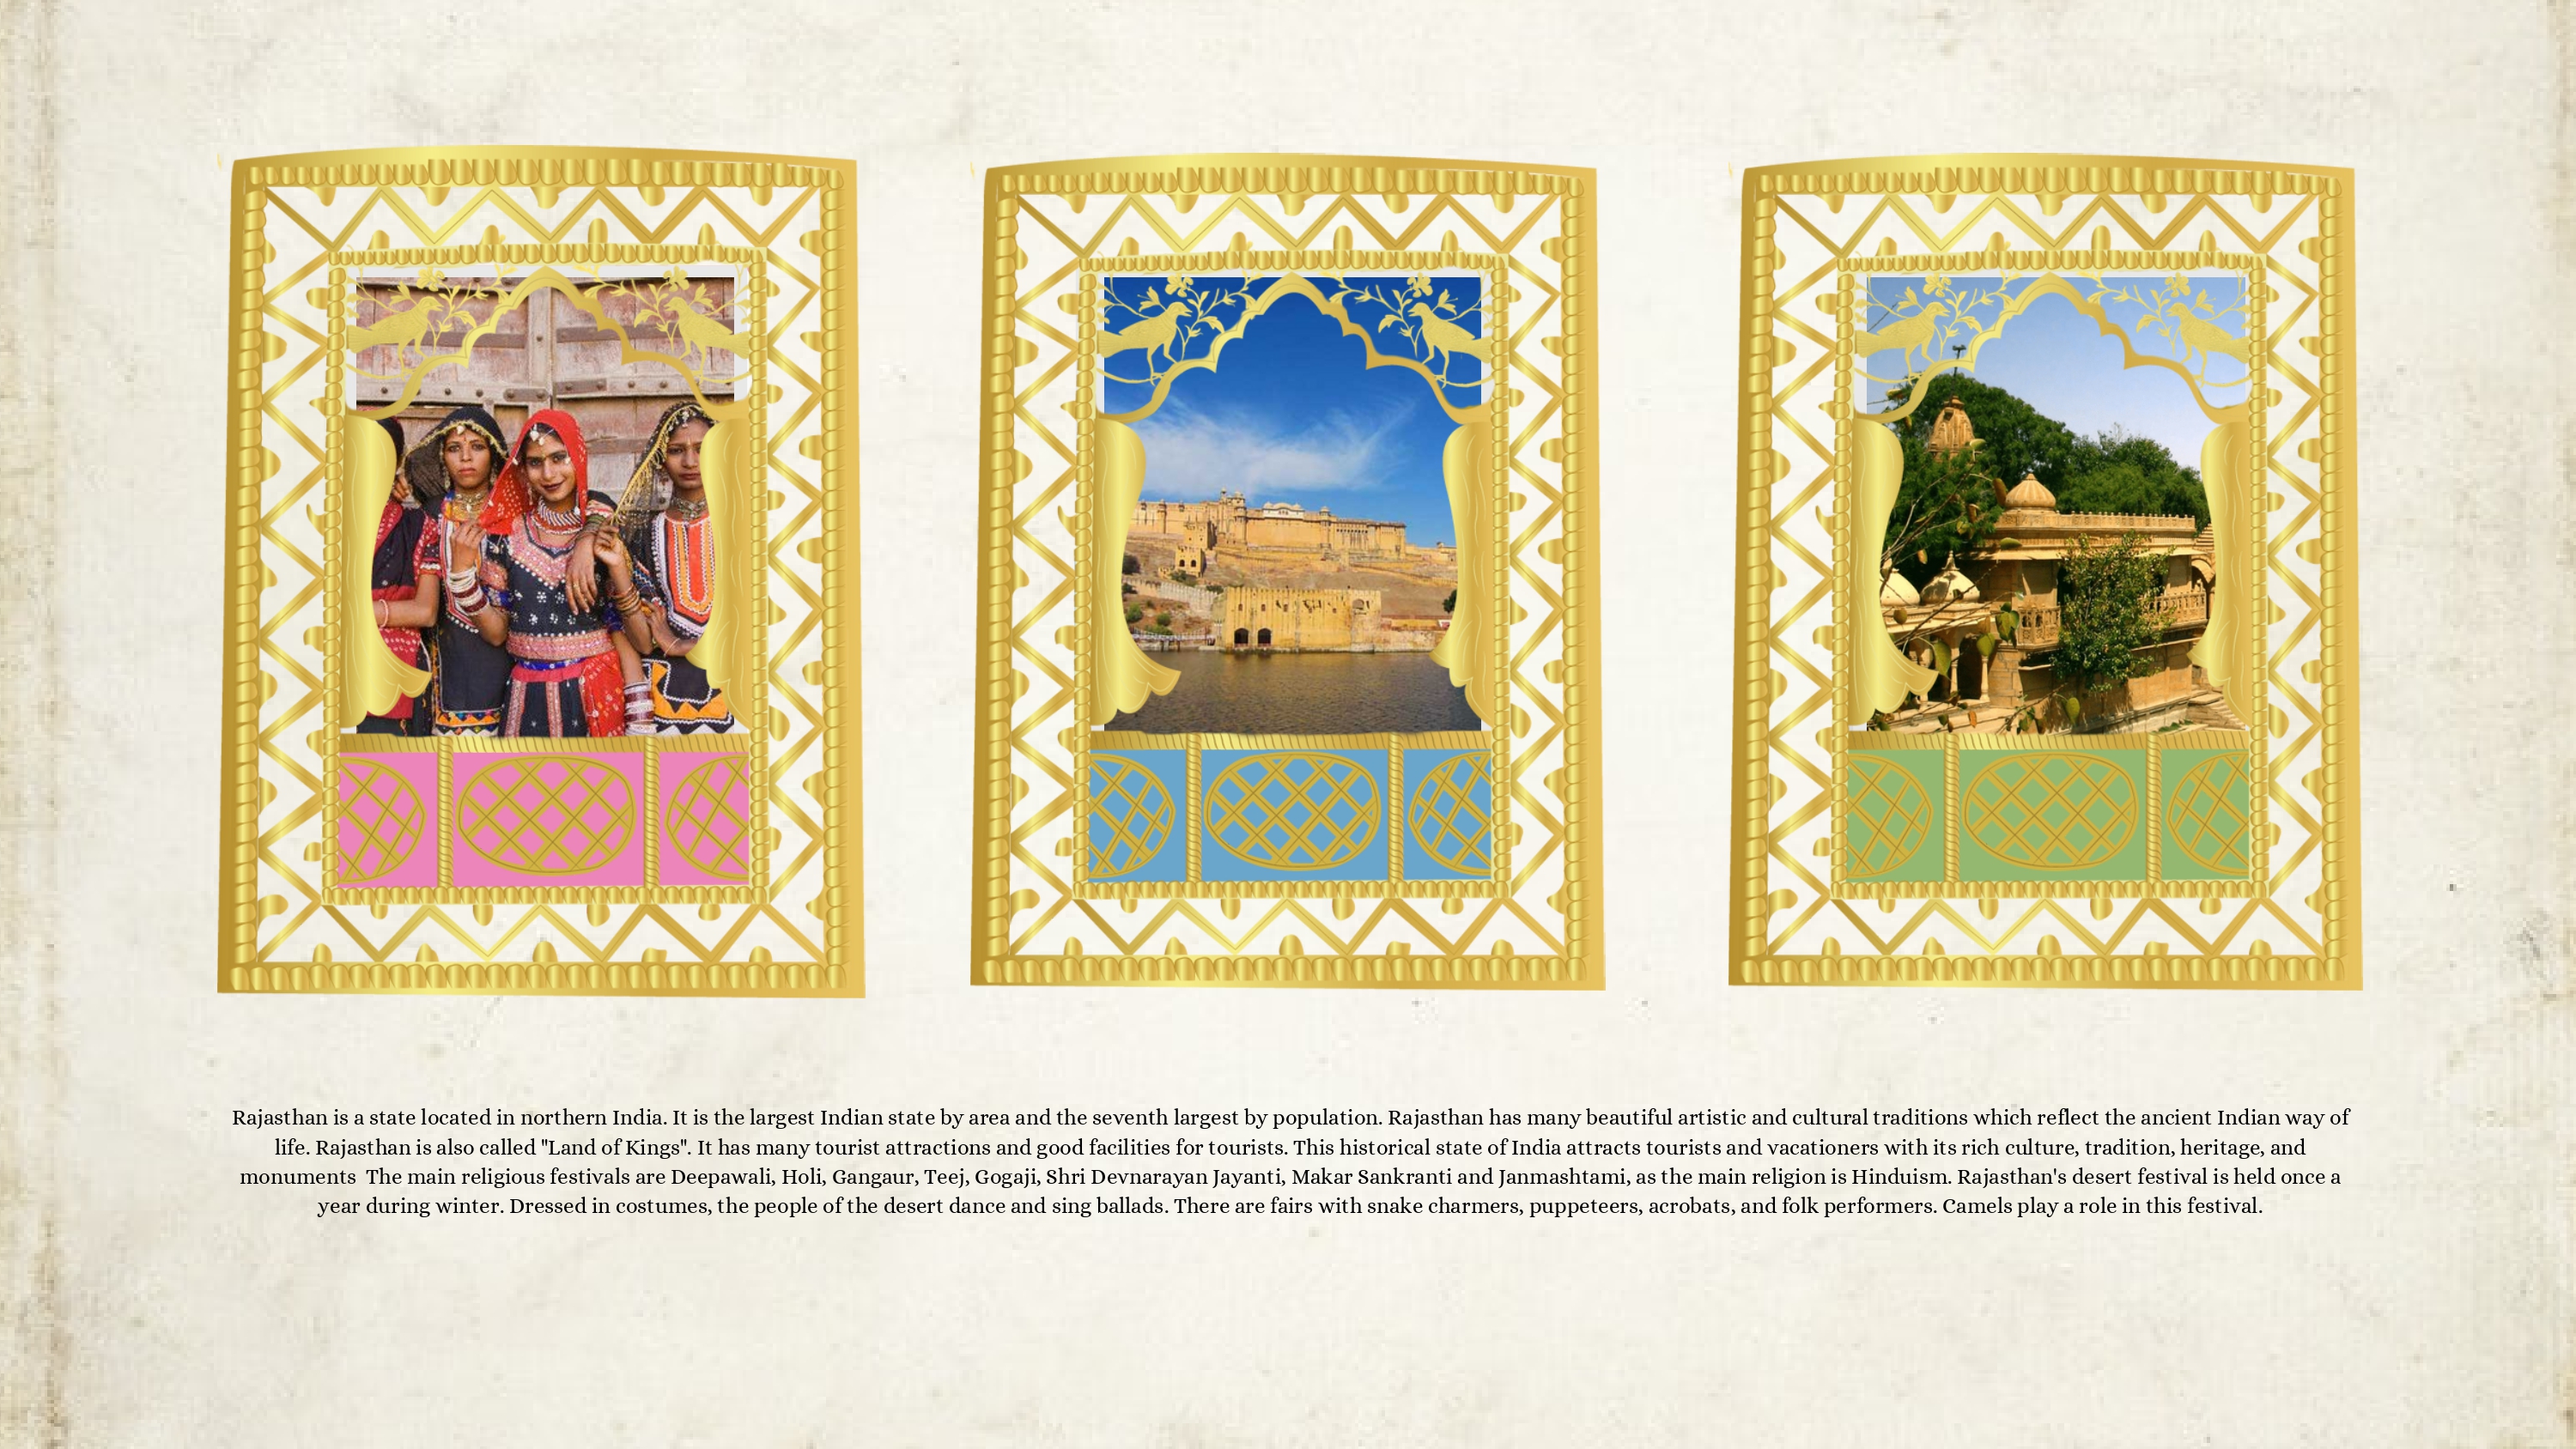 Rajasthan is a state located in northern India. It is the largest Indian state by area and the seventh largest by population. Rajasthan has many beautiful artistic and cultural traditions which reflect the ancient Indian way of
life. Rajasthan is also called "Land of Kings". It has many tourist attractions and good facilities for tourists. This historical state of India attracts tourists and vacationers with its rich culture, tradition, heritage, and
monuments  The main religious festivals are Deepawali, Holi, Gangaur, Teej, Gogaji, Shri Devnarayan Jayanti, Makar Sankranti and Janmashtami, as the main religion is Hinduism. Rajasthan's desert festival is held once a
year during winter. Dressed in costumes, the people of the desert dance and sing ballads. There are fairs with snake charmers, puppeteers, acrobats, and folk performers. Camels play a role in this festival.